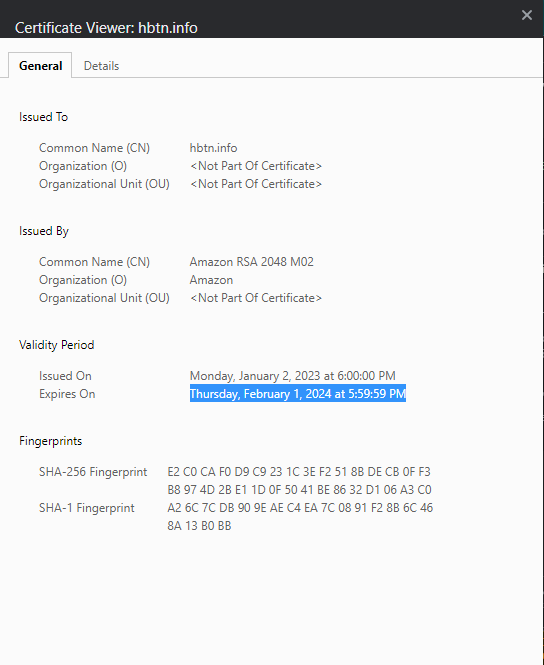 Certificate Viewer: hbtn.info
General Details
Issued To
Common Name (CN) hbtn.info
Organization (O) <Not Part Of Certificate>
Organizational Unit (OU) <Not Part Of Certificate>
Issued By
Common Name (CN) Amazon RSA 2048 M02
Organization (O) Amazon
Organizational Unit (OU) <Not Part Of Certificate>
Validity Period
Issued On Monday, January 2, 2023 at 6:00:00 PM
Expires On Thursday, February 1, 2024 at 5:59:59 PM
Fingerprints
SHA-256 Fingerprint E2 C0 CA F0 D9 C9 23 1C 3E F2 51 8B DE CB 0F F3
B8 97 4D 2B E1 1D 0F 50 41 BE 86 32 D1 06 A3 C0
SHA-1 Fingerprint A2 6C 7C DB 90 9E AE C4 EA 7C 08 91 F2 8B 6C 46
8A 13 B0 BB